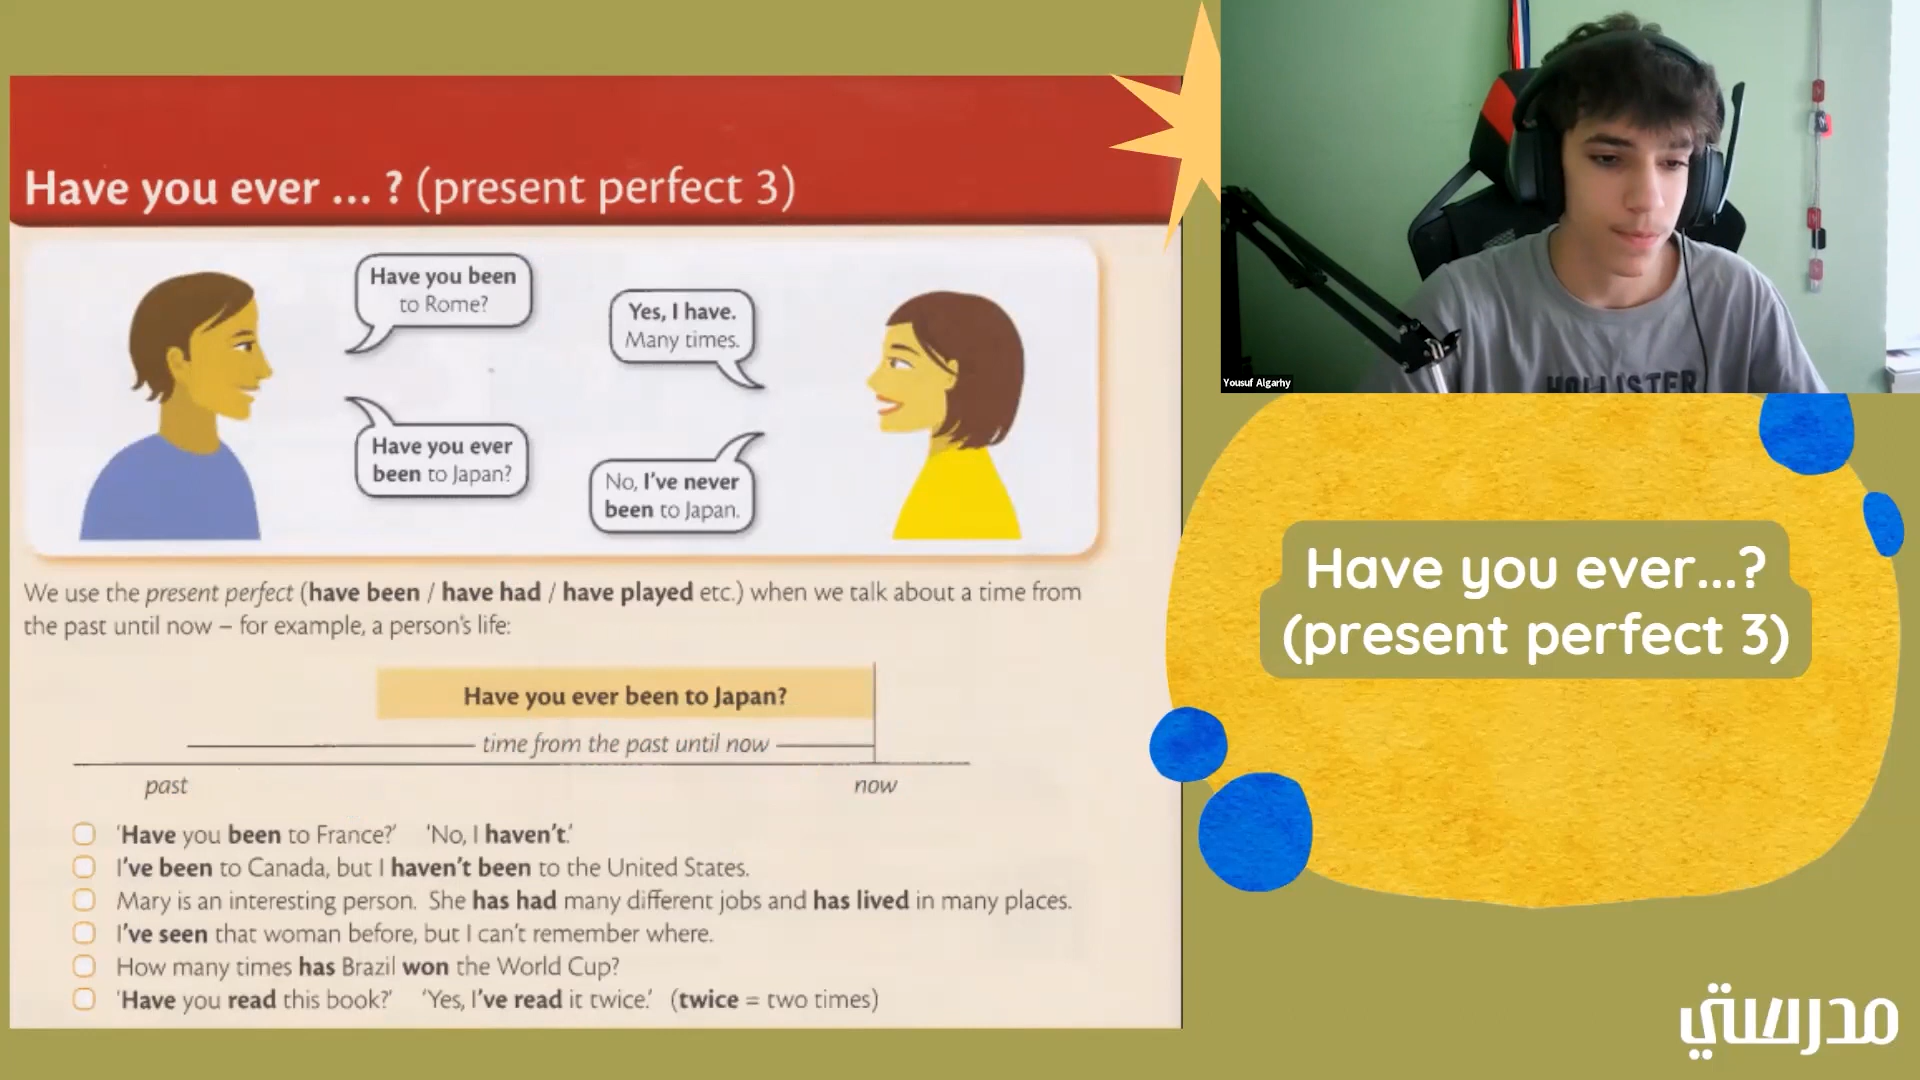 Have you ever ... ? (present perfect 3)
Have you been
to Rome?
Yes, I have.
Many times.
Have you ever
been to Japan?
No, I've never
been to Japan.
We use the present perfect (have been / have had / have played etc.) when we talk about a time from
the past until now – for example, a person's life:
Have you ever been to Japan?
time from the past until now
past
now
'Have you been to France?' 'No, I haven't.'
I've been to Canada, but I haven't been to the United States.
Mary is an interesting person. She has had many different jobs and has lived in many places.
I've seen that woman before, but I can't remember where.
How many times has Brazil won the World Cup?
'Have you read this book?' 'Yes, I've read it twice.' (twice = two times)
HOLLISTER
Yousuf Algarhy
Have you ever...?
(present perfect 3)
مدرستي